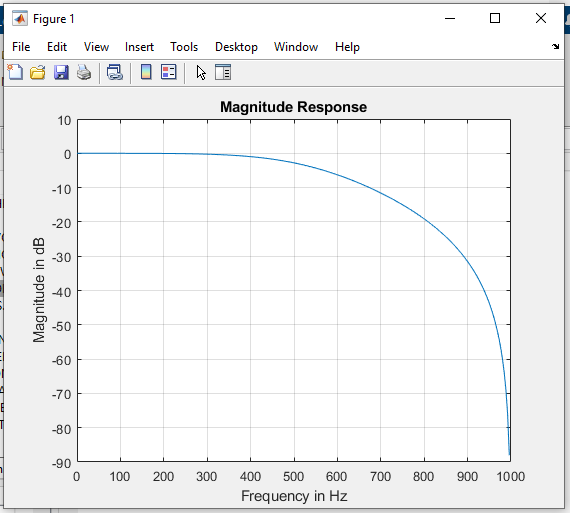 Figure 1
File Edit View Insert Tools Desktop Window Help
Magnitude Response
10
0
-10
-20
-30
-40
-50
-60
-70
-80
-90
Magnitude in dB
0 100 200 300 400 500 600 700 800 900 1000
Frequency in Hz